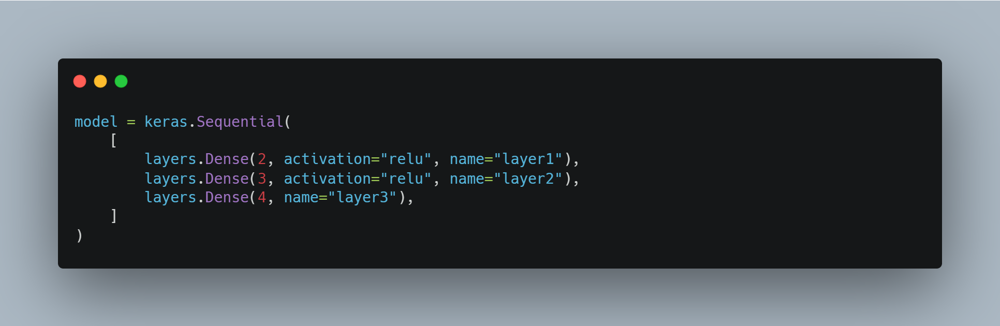 model = keras.Sequential(
    [
        layers.Dense(2, activation="relu", name="layer1"),
        layers.Dense(3, activation="relu", name="layer2"),
        layers.Dense(4, name="layer3"),
    ]
)